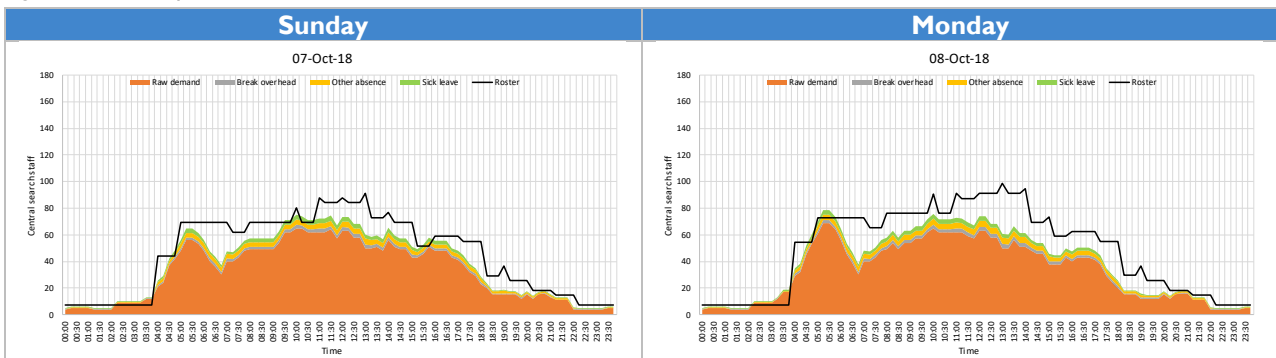 Sunday
Monday
07-Oct-18
180
160
140
120
100
80
60
40
20
0
Central search staff
Raw demand Break overhead Other absence Sick leave Roster
00:00 00:30 01:00 01:30 02:00 02:30 03:00 03:30 04:00 04:30 05:00 05:30 06:00 06:30 07:00 07:30 08:00 08:30 09:00 09:30 10:00 10:30 11:00 11:30 12:00 12:30 13:00 13:30 14:00 14:30 15:00 15:30 16:00 16:30 17:00 17:30 18:00 18:30 19:00 19:30 20:00 20:30 21:00 21:30 22:00 22:30 23:00 23:30
Time
08-Oct-18
180
160
140
120
100
80
60
40
20
0
Central search staff
Raw demand Break overhead Other absence Sick leave Roster
00:00 00:30 01:00 01:30 02:00 02:30 03:00 03:30 04:00 04:30 05:00 05:30 06:00 06:30 07:00 07:30 08:00 08:30 09:00 09:30 10:00 10:30 11:00 11:30 12:00 12:30 13:00 13:30 14:00 14:30 15:00 15:30 16:00 16:30 17:00 17:30 18:00 18:30 19:00 19:30 20:00 20:30 21:00 21:30 22:00 22:30 23:00 23:30
Time